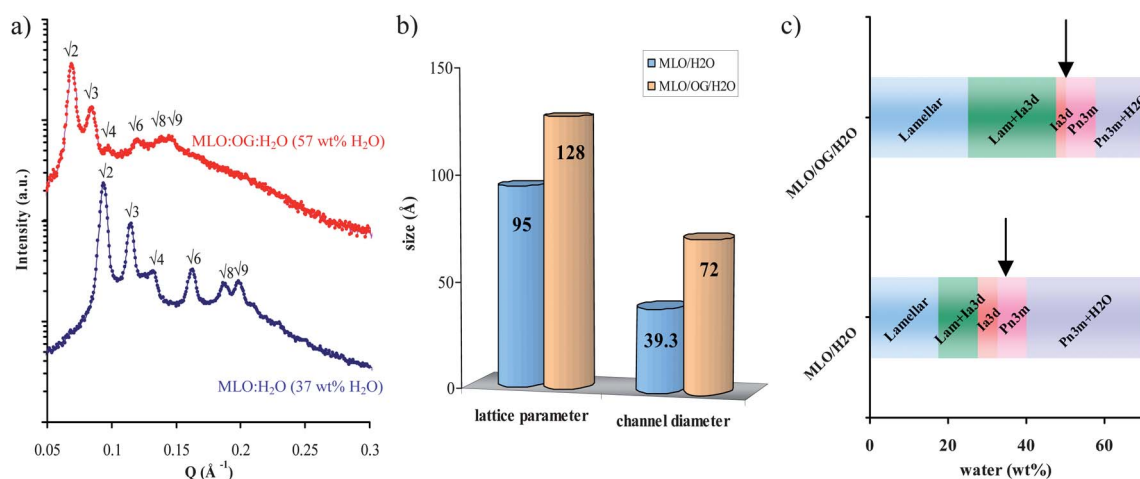 a)
√2
√3
√4
√6
√8
√9
MLO:OG:H₂O (57 wt% H₂O)
√2
√3
√4
√6
√8
√9
MLO:H₂O (37 wt% H₂O)
Intensity (a.u.)
0.05 0.1 0.15 0.2 0.25 0.3
Q (Å⁻¹)
b)
MLO/H2O
MLO/OG/H2O
150
100
50
0
size (Å)
95
128
39.3
72
lattice parameter channel diameter
c)
MLO/OG/H2O
Lamellar
Lam+Ia3d
Ia3d
Pn3m
Pn3m+H2O
MLO/H2O
Lamellar
Lam+Ia3d
Ia3d
Pn3m
Pn3m+H2O
0 20 40 60
water (wt%)